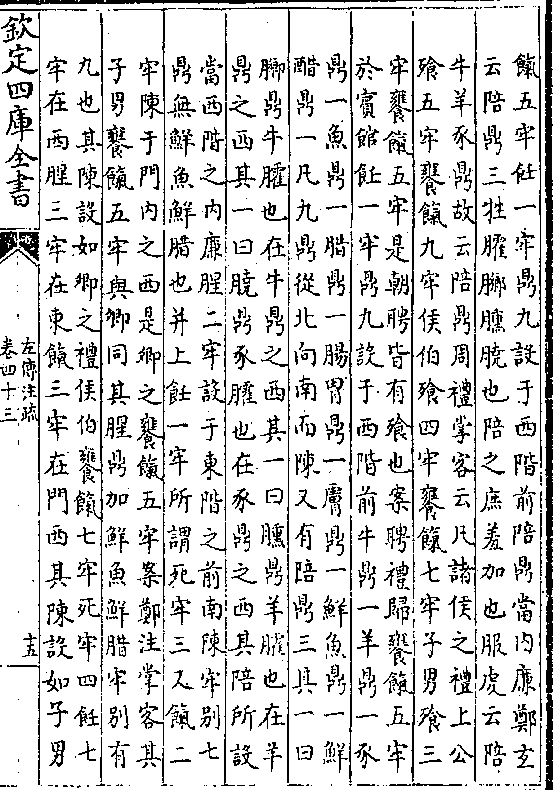 餼五牢飪一牢鼎九設于西階前陪鼎當内廉鄭玄
云陪鼎三牲臛膷臐膮也陪之庶羞加也服虔云陪
牛羊豕鼎故云陪鼎周禮掌客云凡諸侯之禮上公
飱五牢饔餼九牢侯伯飱四牢饔餼七牢子男飱三
牢饔餼五牢是朝聘皆有飱也案聘禮歸饔餼五牢
於賓館飪一牢鼎九設于西階前牛鼎一羊鼎一豕
鼎一魚鼎一腊鼎一腸胃鼎一膚鼎一鮮魚鼎一鮮
腊鼎一凡九鼎從北向南而陳又有陪鼎三其一曰
膷鼎牛臛也在牛鼎之西其一曰臐鼎羊臛也在羊
鼎之西其一曰膮鼎豕臛也在豕鼎之西其陪所設
當西階之内廉腥二牢設于東階之前南陳牢別七
鼎無鮮魚鮮腊也并上飪一牢所謂死牢三又餼二
牢陳于門内之西是卿之饔餼五牢案鄭注掌客其
子男饔餼五牢與卿同其腥鼎加鮮魚鮮腊牢別有
九也其陳設如卿之禮侯伯饔餼七牢死牢四飪七
牢在西腥三牢在東餼三牢在門西其陳設如子男
欽定四庫全書
左傳注疏
卷四十三
十五